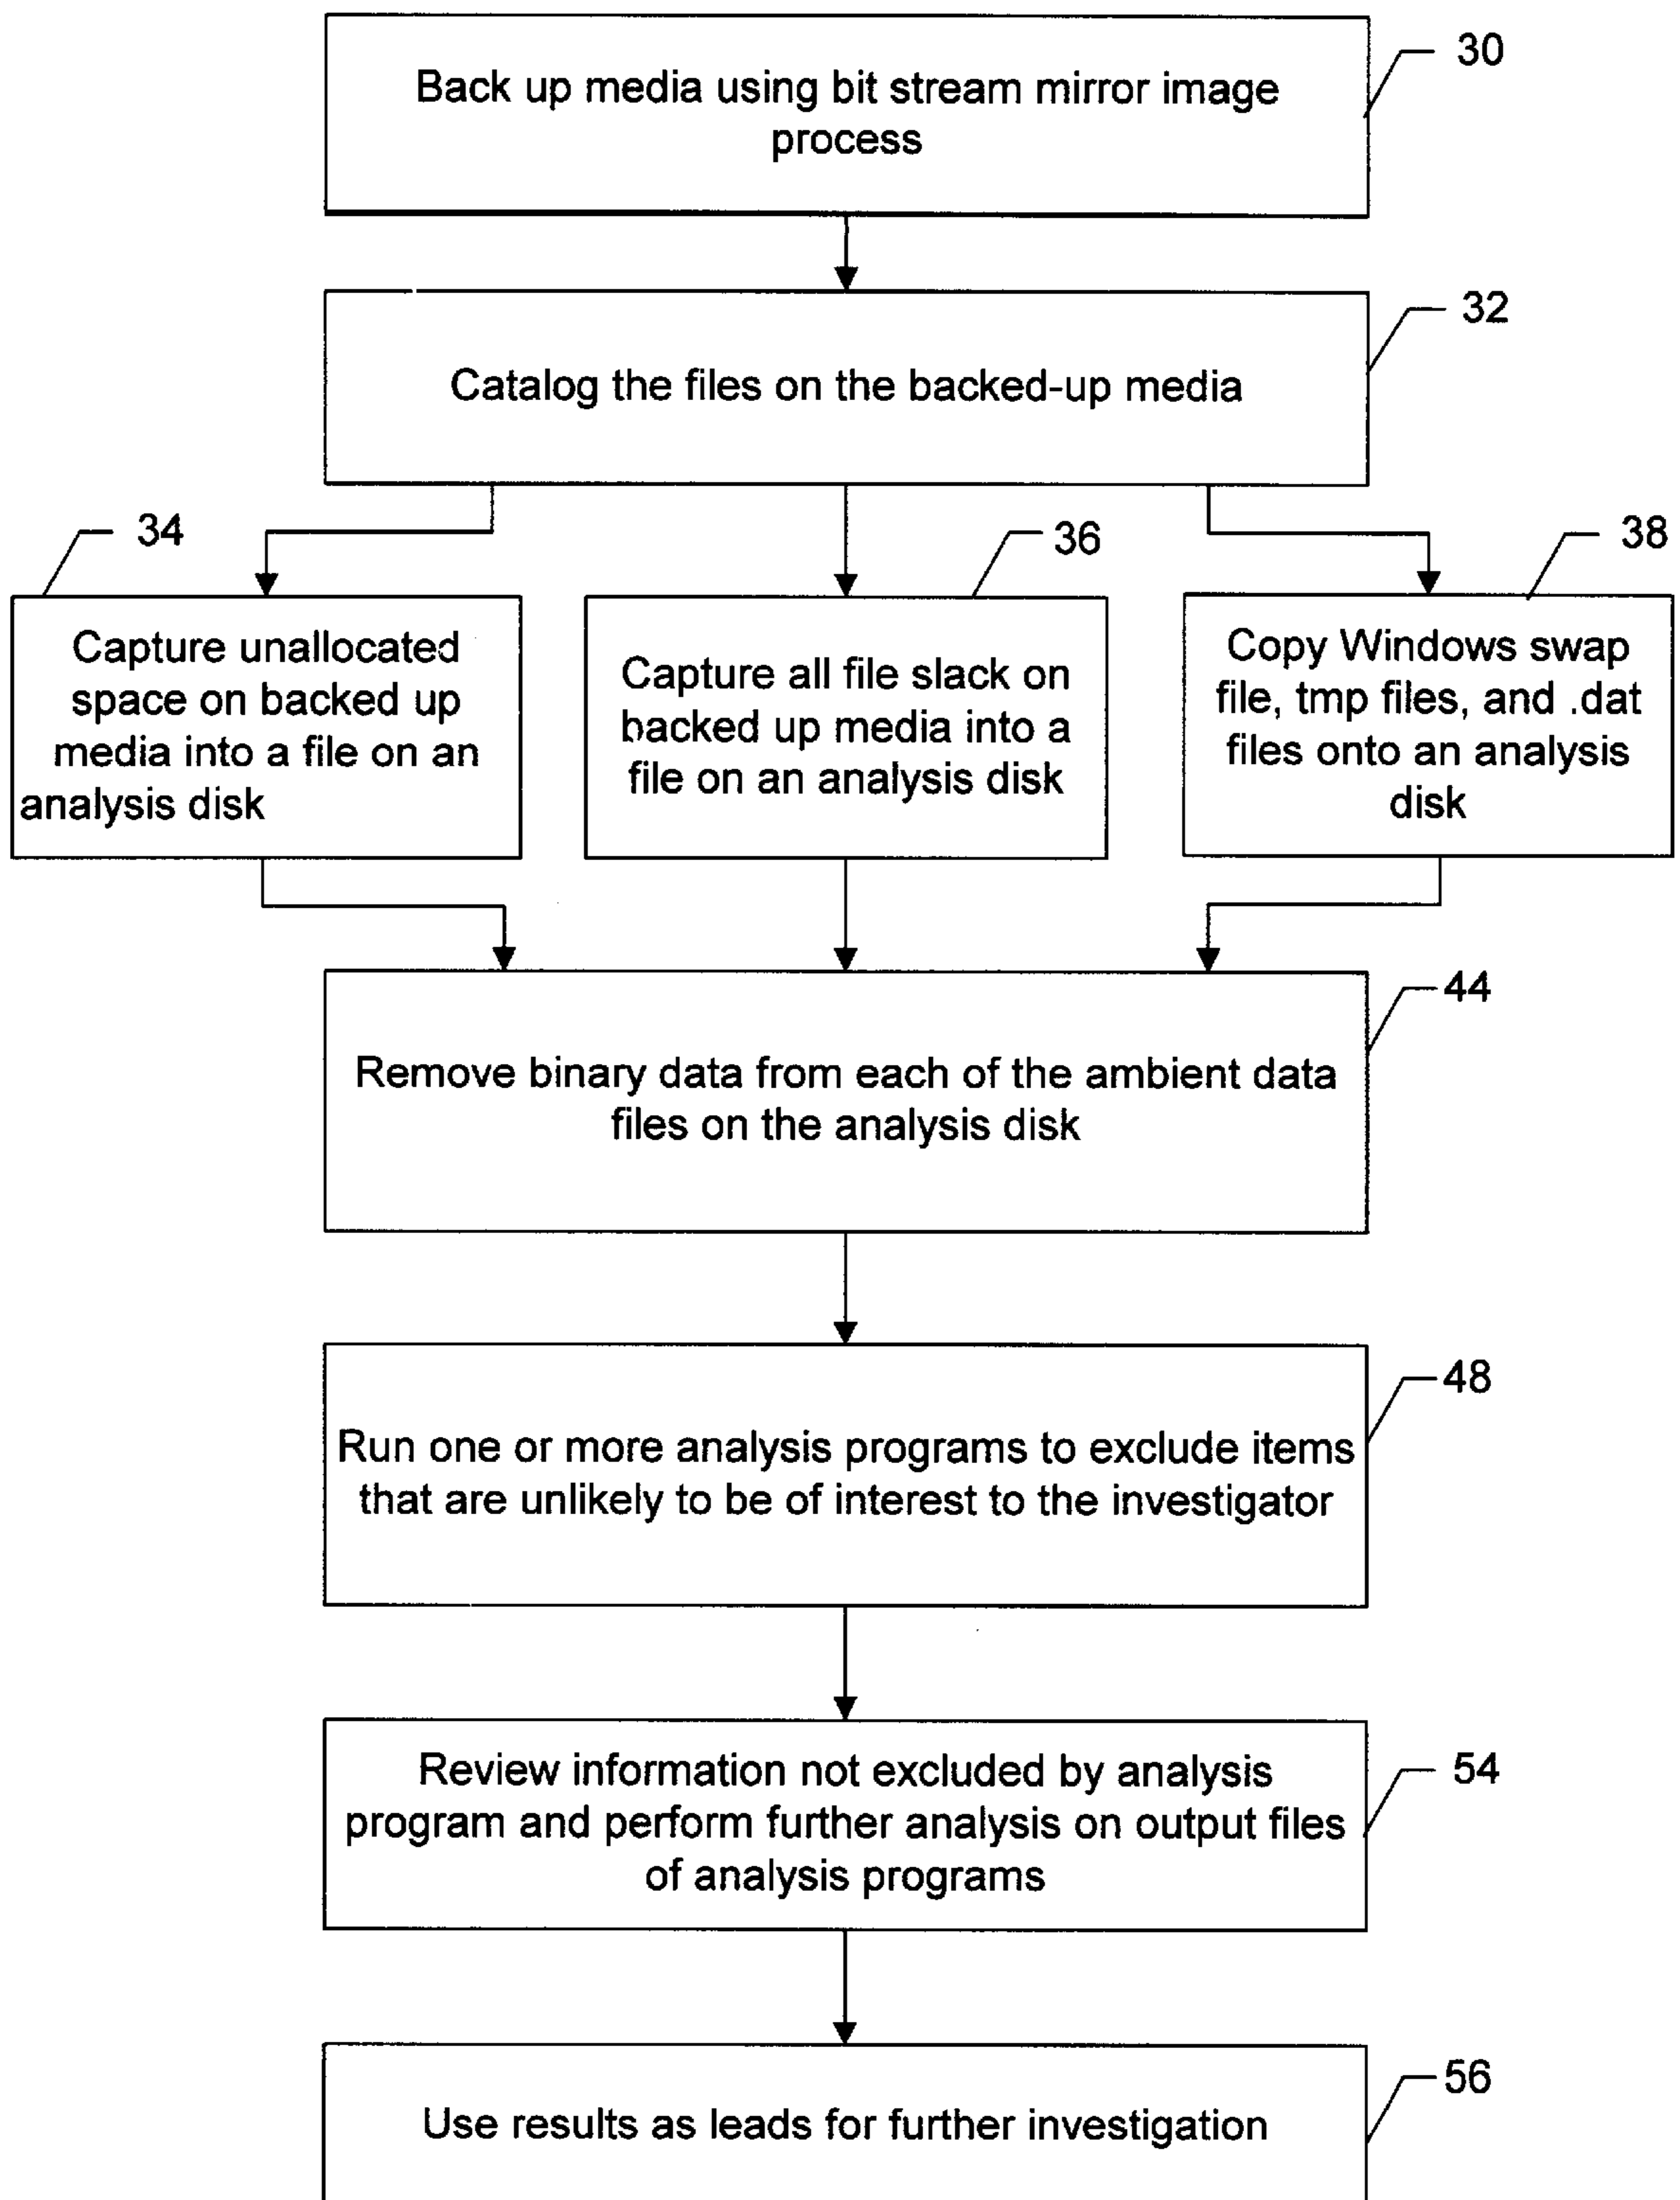 30
Back up media using bit stream mirror image
process
32
Catalog the files on the backed-up media
34
36
38
Capture unallocated
space on backed up
media into a file on an
analysis disk
Capture all file slack on
backed up media into a
file on an analysis disk
Copy Windows swap
file, tmp files, and .dat
files onto an analysis
disk
44
Remove binary data from each of the ambient data
files on the analysis disk
48
Run one or more analysis programs to exclude items
that are unlikely to be of interest to the investigator
54
Review information not excluded by analysis
program and perform further analysis on output files
of analysis programs
56
Use results as leads for further investigation